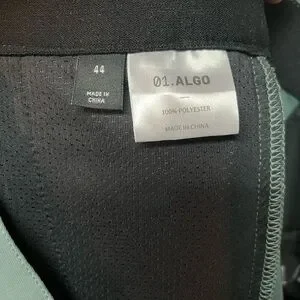 44
MADE IN
CHINA
01.ALGO
100% POLYESTER
MADE IN CHINA